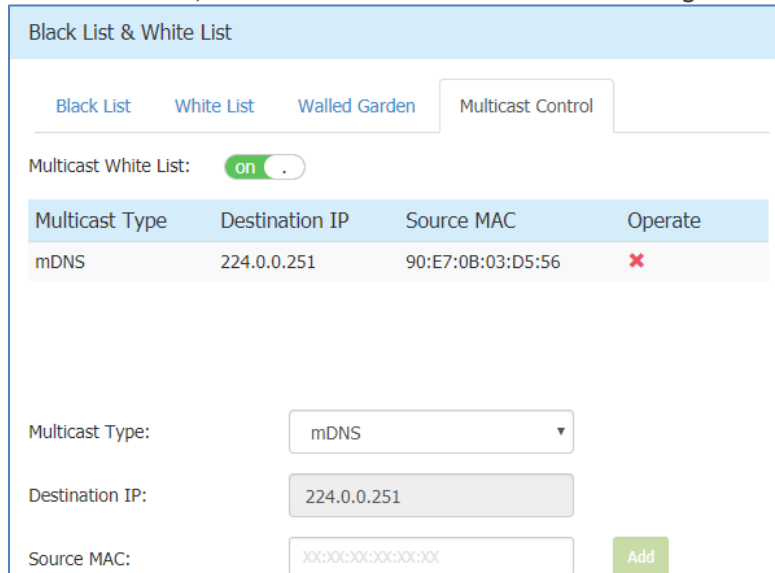 Black List & White List
Black List White List Walled Garden Multicast Control
Multicast White List: on .
Multicast Type Destination IP Source MAC Operate
mDNS 224.0.0.251 90:E7:0B:03:D5:56
Multicast Type: mDNS
Destination IP: 224.0.0.251
Source MAC: XX:XX:XX:XX:XX:XX Add